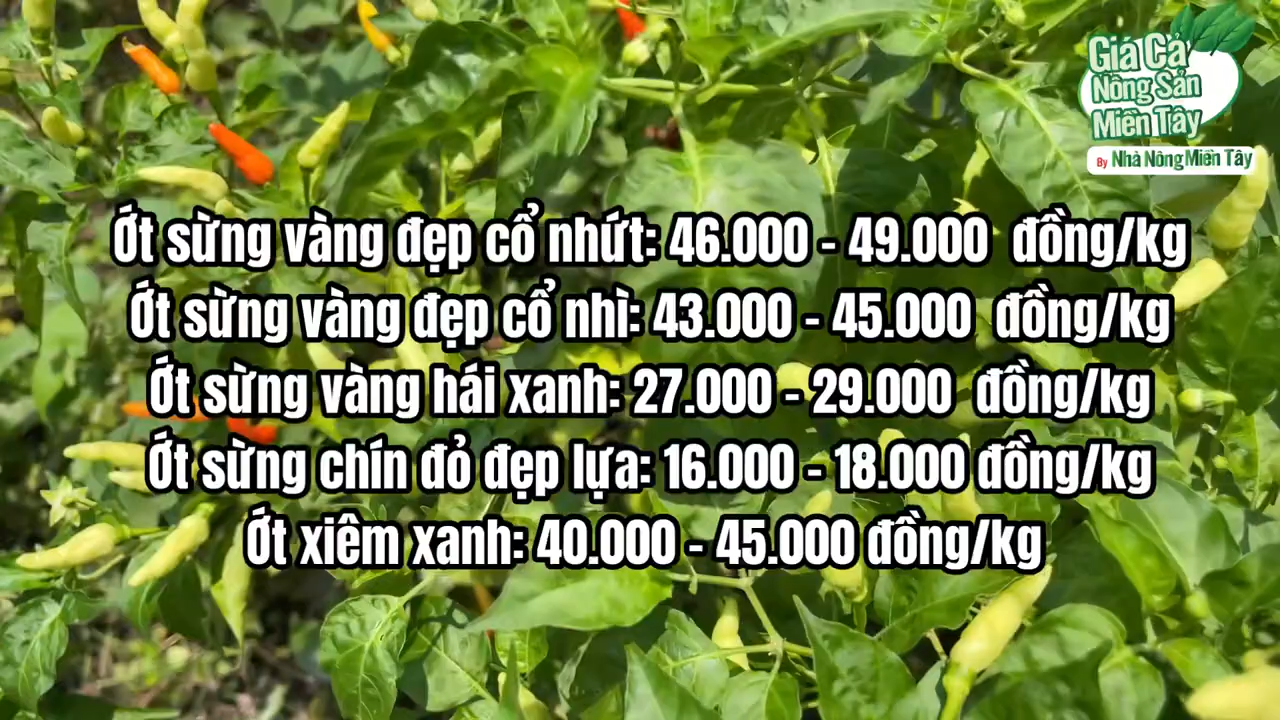 Giá Cả
Nông Sản
Miền Tây
By Nhà Nông Miền Tây
Ớt sừng vàng đẹp cổ nhứt: 46.000 - 49.000 đồng/kg
Ớt sừng vàng đẹp cổ nhì: 43.000 - 45.000 đồng/kg
Ớt sừng vàng hái xanh: 27.000 - 29.000 đồng/kg
Ớt sừng chín đỏ đẹp lựa: 16.000 - 18.000 đồng/kg
Ớt xiêm xanh: 40.000 - 45.000 đồng/kg